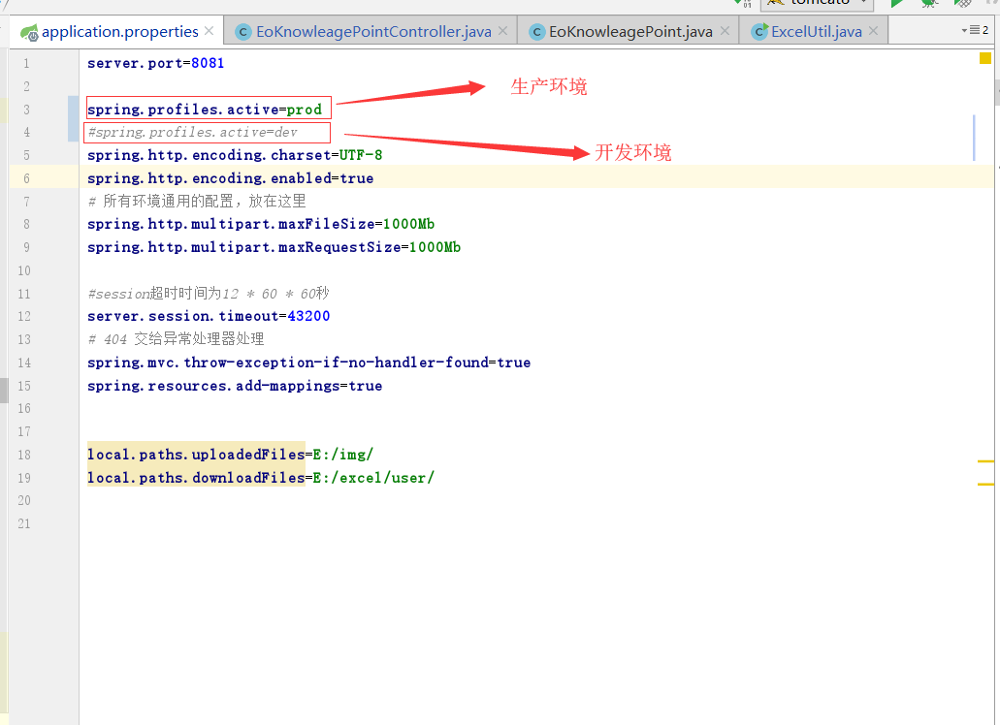 application.properties EoKnowleagePointController.java EoKnowleagePoint.java ExcelUtil.java 2
1 server.port=8081
2
3 spring.profiles.active=prod 生产环境
4 #spring.profiles.active=dev
5 spring.http.encoding.charset=UTF-8 开发环境
6 spring.http.encoding.enabled=true
7 # 所有环境通用的配置，放在这里
8 spring.http.multipart.maxFileSize=1000Mb
9 spring.http.multipart.maxRequestSize=1000Mb
10
11 #session超时时间为12 * 60 * 60秒
12 server.session.timeout=43200
13 # 404 交给异常处理器处理
14 spring.mvc.throw-exception-if-no-handler-found=true
15 spring.resources.add-mappings=true
16
17
18 local.paths.uploadedFiles=E:/img/
19 local.paths.downloadFiles=E:/excel/user/
20
21